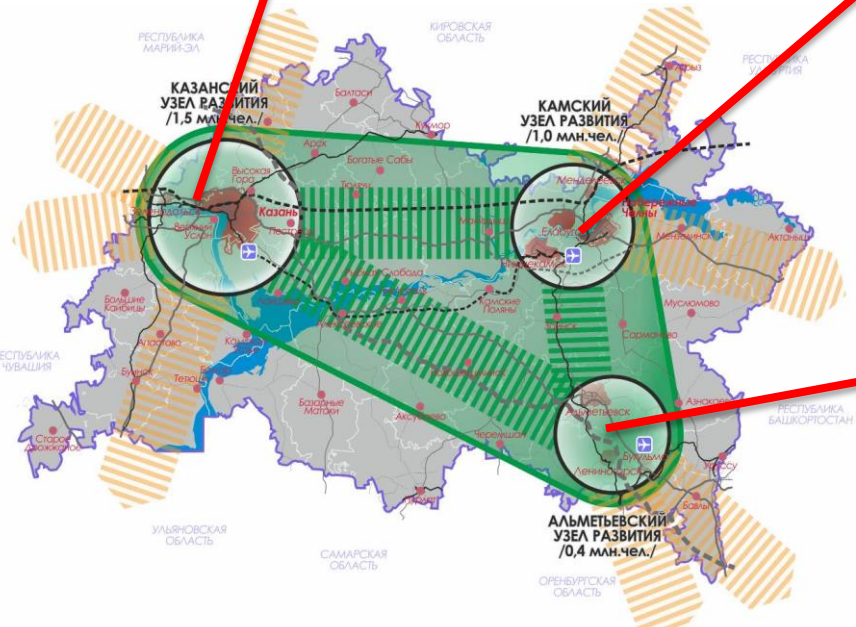 КИРОВСКАЯ
ОБЛАСТЬ
РЕСПУБЛИКА
МАРИЙ-ЭЛ
РЕСПУБЛИКА
УДМУРТИЯ
КАЗАНСКИЙ
УЗЕЛ РАЗВИТИЯ
/1,5 МЛН.ЧЕЛ./
Балтаси
КАМСКИЙ
УЗЕЛ РАЗВИТИЯ
/1,0 МЛН.ЧЕЛ./
Кукмор
Арск
Богатые Сабы
Высокая
Гора
Тюлячи
Менделеевск
Зеленодольск
Казань
Верхний
Услон
Пестрецы
Мамадыш
Елабуга
Набережные
Челны
Мензелинск
Актаныш
Нижнекамск
Рыбная Слобода
Камские
Поляны
Муслюмово
Большие
Кайбицы
Апастово
Заинск
Сарманово
РЕСПУБЛИКА
ЧУВАШИЯ
Буинск
Тетюши
Базарные
Матаки
Аксубаево
Альметьевск
Азнакаево
РЕСПУБЛИКА
БАШКОРТОСТАН
Старое
Дрожжаное
Черемшан
Бугульма
Лениногорск
Уруссу
Бавлы
АЛЬМЕТЬЕВСКИЙ
УЗЕЛ РАЗВИТИЯ
/0,4 МЛН.ЧЕЛ./
УЛЬЯНОВСКАЯ
ОБЛАСТЬ
САМАРСКАЯ
ОБЛАСТЬ
ОРЕНБУРГСКАЯ
ОБЛАСТЬ